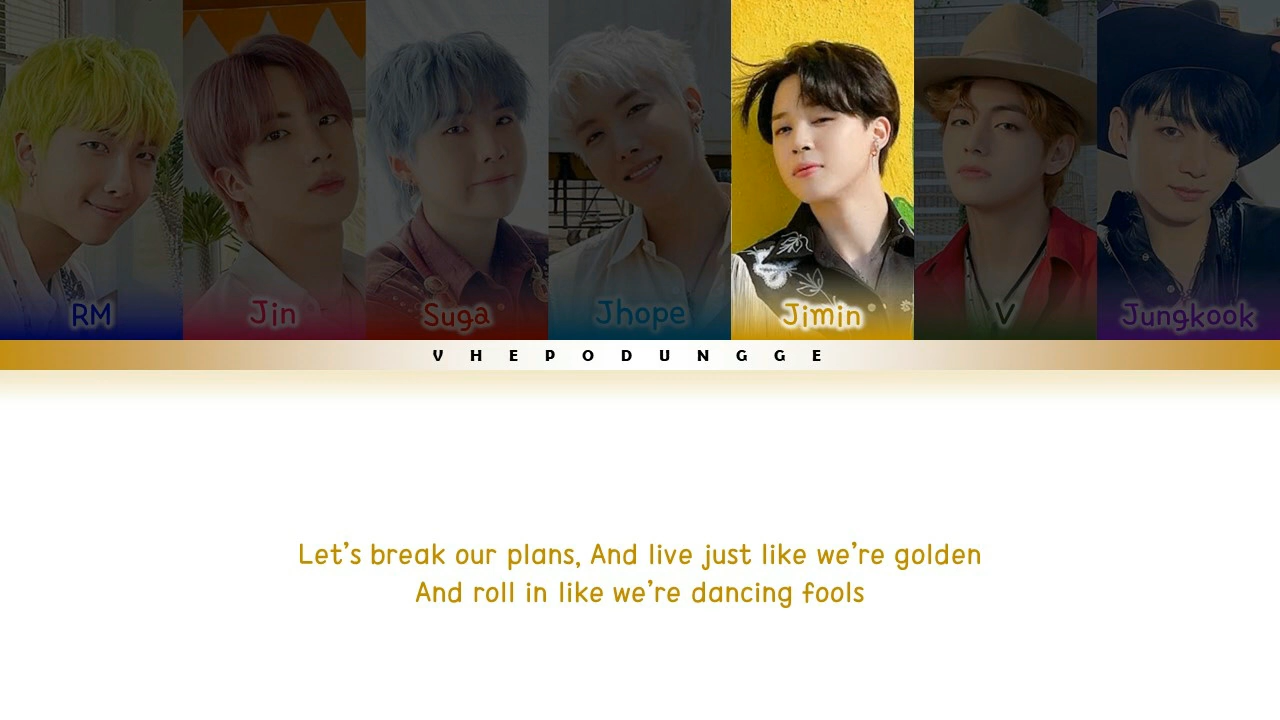 RM Jin Suga Jhope Jimin V Jungkook
VHEPODUNGGE
Let's break our plans, And live just like we're golden
And roll in like we're dancing fools